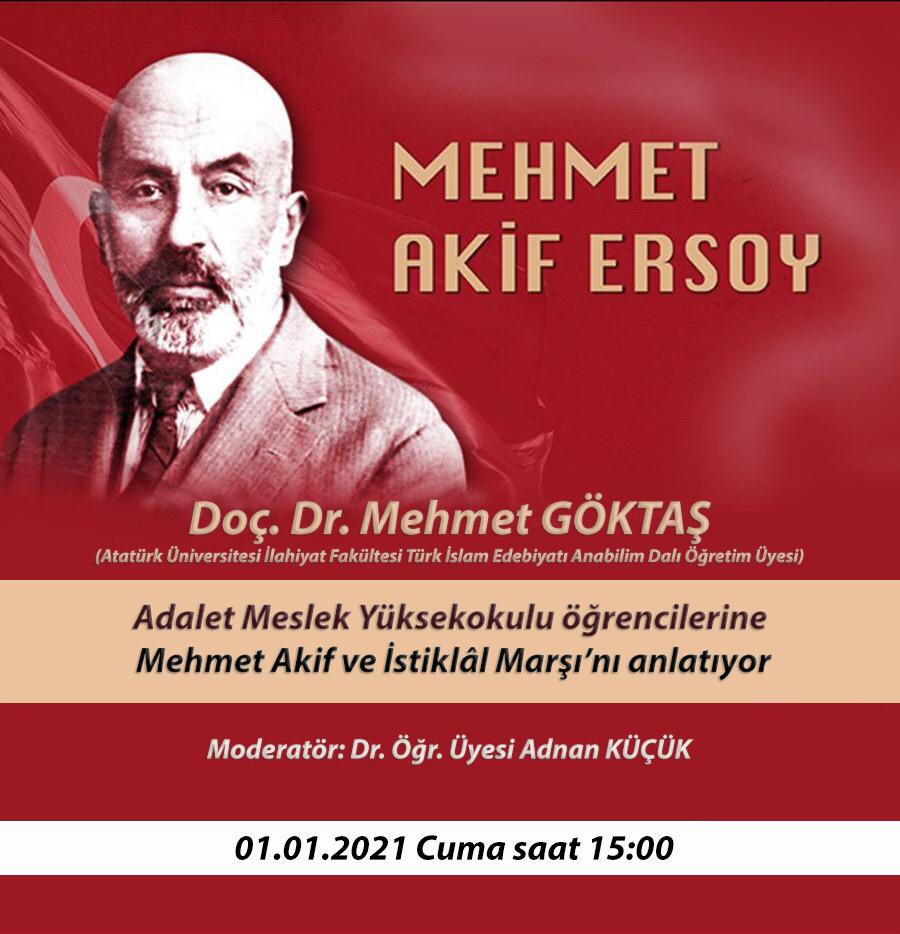 MEHMET
AKİF ERSOY
Doç. Dr. Mehmet GÖKTAŞ
(Atatürk Üniversitesi İlahiyat Fakültesi Türk İslam Edebiyatı Anabilim Dalı Öğretim Üyesi)
Adalet Meslek Yüksekokulu öğrencilerine
Mehmet Akif ve İstiklâl Marşı’nı anlatıyor
Moderatör: Dr. Öğr. Üyesi Adnan KÜÇÜK
01.01.2021 Cuma saat 15:00